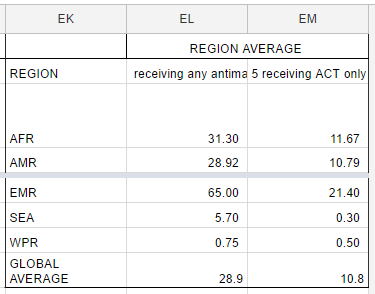 EK EL EM
REGION AVERAGE
REGION receiving any antima 5 receiving ACT only
AFR 31.30 11.67
AMR 28.92 10.79
EMR 65.00 21.40
SEA 5.70 0.30
WPR 0.75 0.50
GLOBAL
AVERAGE 28.9 10.8